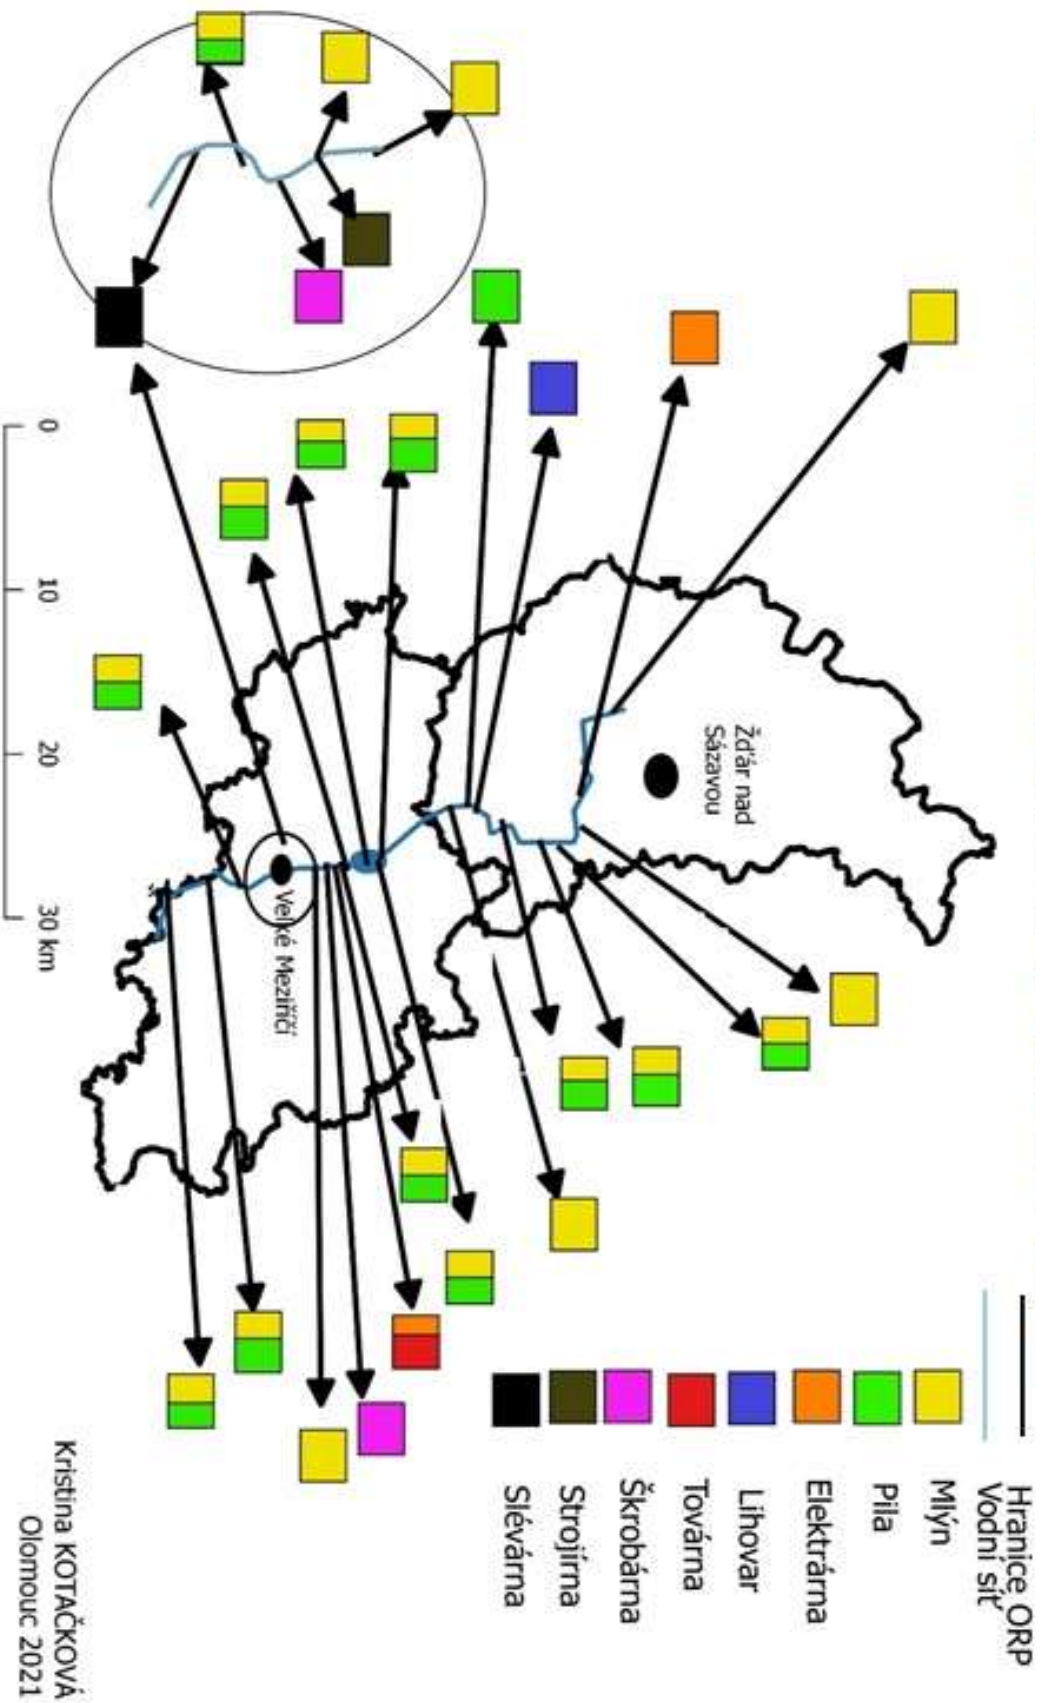 Hranice ORP
Vodní síť
Mlýn
Pila
Elektrárna
Lihovar
Továrna
Škrobárna
Strojírna
Slévárna
Žďár nad
Sázavou
Velké Meziříčí
0 10 20 30 km
Kristina KOTAČKOVÁ
Olomouc 2021